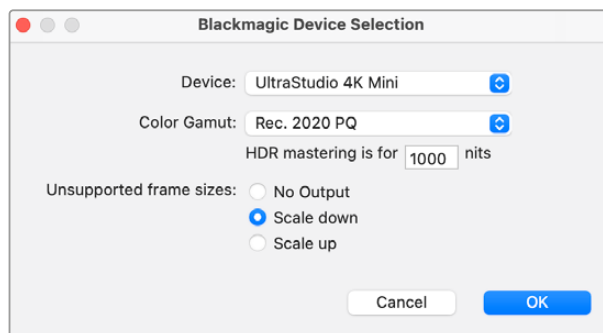 Blackmagic Device Selection
Device: UltraStudio 4K Mini
Color Gamut: Rec. 2020 PQ
HDR mastering is for 1000 nits
Unsupported frame sizes: No Output
Scale down
Scale up
Cancel OK